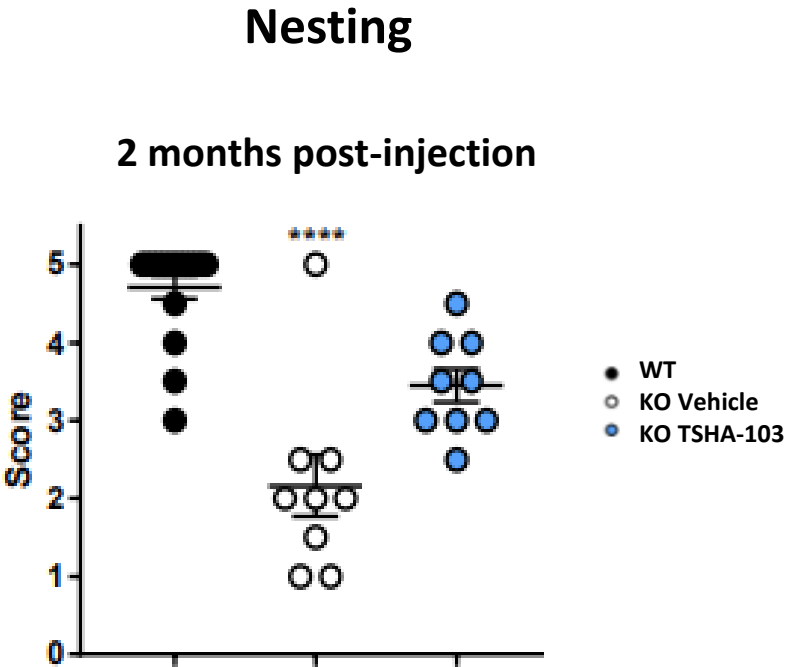 Nesting
2 months post-injection
****
5
4
3
2
1
0
Score
WT
KO Vehicle
KO TSHA-103